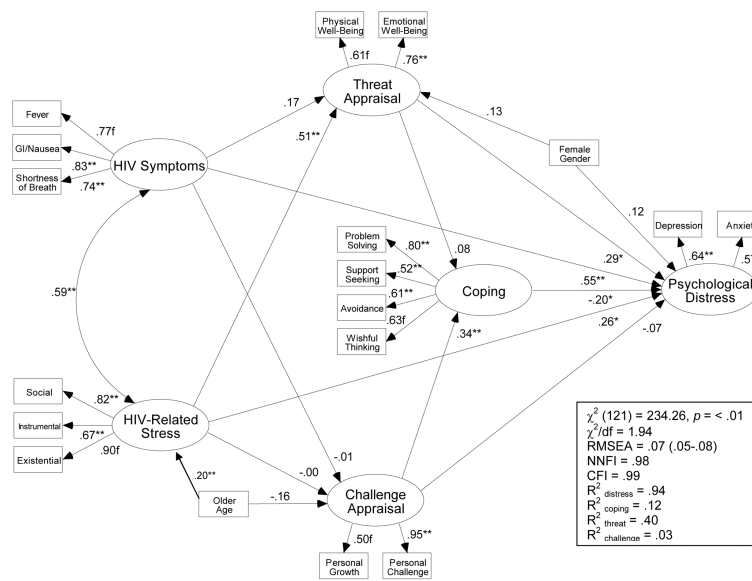 Physical
Well-Being
Emotional
Well-Being
.61f
.76**
Threat
Appraisal
Fever
GI/Nausea
Shortness
of Breath
.77f
.83**
.74**
HIV Symptoms
.17
.51**
.13
Female
Gender
.12
Depression
Anxiet
.64**
.57
Psychological
Distress
Problem
Solving
Support
Seeking
Avoidance
Wishful
Thinking
.80**
.52**
.61**
.63f
Coping
.08
.29*
.55**
-.20*
.26*
-.07
.34**
.59**
Social
Instrumental
Existential
.82**
.67**
.90f
HIV-Related
Stress
.20**
Older
Age
-.00
-.01
-.16
Challenge
Appraisal
.50f
.95**
Personal
Growth
Personal
Challenge
χ² (121) = 234.26, p = < .01
χ²/df = 1.94
RMSEA = .07 (.05-.08)
NNFI = .98
CFI = .99
R² distress = .94
R² coping = .12
R² threat = .40
R² challenge = .03